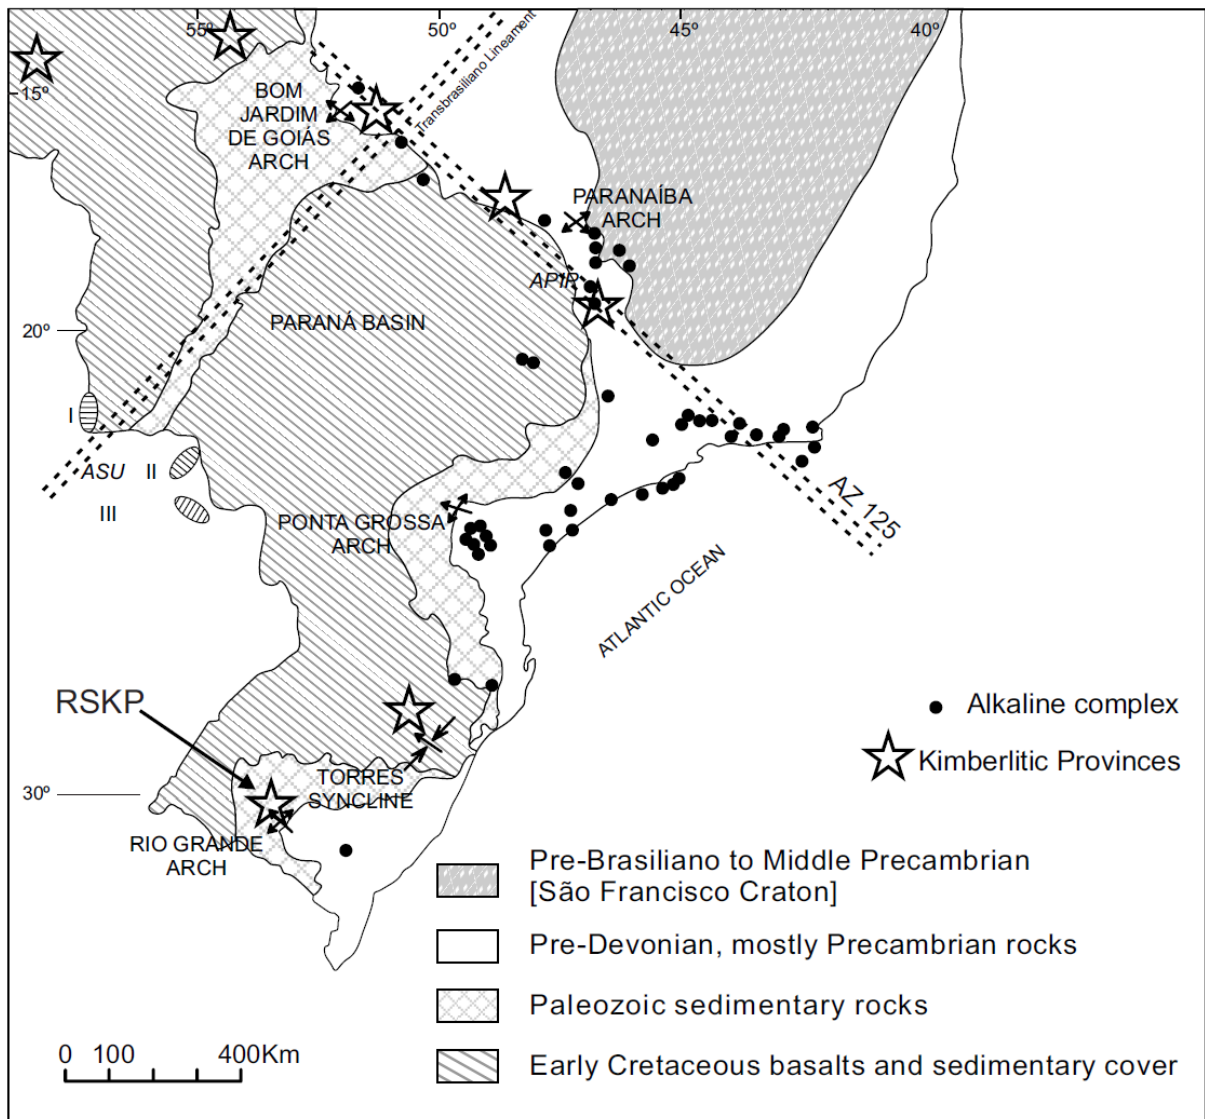 55º
50º
45º
40º
Transbrasiliano Lineament
15º
BOM
JARDIM
DE GOIÁS
ARCH
PARANAÍBA
ARCH
APIP
PARANÁ BASIN
20º
I
ASU
II
III
AZ 125
PONTA GROSSA
ARCH
ATLANTIC OCEAN
RSKP
Alkaline complex
Kimberlitic Provinces
TORRES
SYNCLINE
30º
RIO GRANDE
ARCH
Pre-Brasiliano to Middle Precambrian
[São Francisco Craton]
Pre-Devonian, mostly Precambrian rocks
Paleozoic sedimentary rocks
Early Cretaceous basalts and sedimentary cover
0 100 400Km